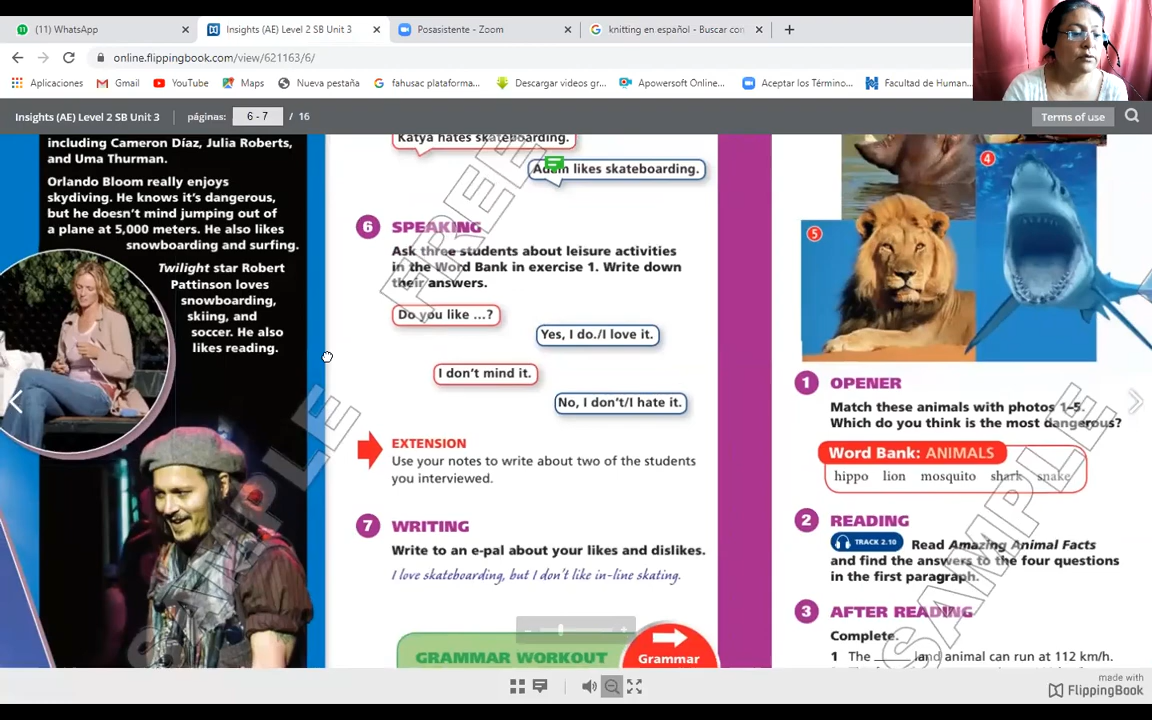 (11) WhatsApp
Insights (AE) Level 2 SB Unit 3
Posasistente - Zoom
knitting en español - Buscar con
online.flippingbook.com/view/621163/6/
Aplicaciones
Gmail
YouTube
Maps
Nueva pestaña
fahusac plataforma...
Descargar videos gr...
Apowersoft Online...
Aceptar los Término...
Facultad de Human...
Insights (AE) Level 2 SB Unit 3
páginas:
6 - 7
/ 16
Terms of use
including Cameron Díaz, Julia Roberts,
and Uma Thurman.
Orlando Bloom really enjoys
skydiving. He knows it's dangerous,
but he doesn't mind jumping out of
a plane at 5,000 meters. He also likes
snowboarding and surfing.
Twilight star Robert
Pattinson loves
snowboarding,
skiing, and
soccer. He also
likes reading.
Katya hates skateboarding.
Adam likes skateboarding.
6 SPEAKING
Ask three students about leisure activities
in the Word Bank in exercise 1. Write down
their answers.
Do you like ...?
Yes, I do./I love it.
I don't mind it.
No, I don't/I hate it.
EXTENSION
Use your notes to write about two of the students
you interviewed.
7 WRITING
Write to an e-pal about your likes and dislikes.
I love skateboarding, but I don't like in-line skating.
GRAMMAR WORKOUT
Grammar
FREE
SAMPLE
4
5
1 OPENER
Match these animals with photos 1–5.
Which do you think is the most dangerous?
Word Bank: ANIMALS
hippo lion mosquito shark snake
2 READING
TRACK 2.10 Read Amazing Animal Facts
and find the answers to the four questions
in the first paragraph.
3 AFTER READING
Complete.
1 The _____ land animal can run at 112 km/h.
SAMPLE
made with
FlippingBook